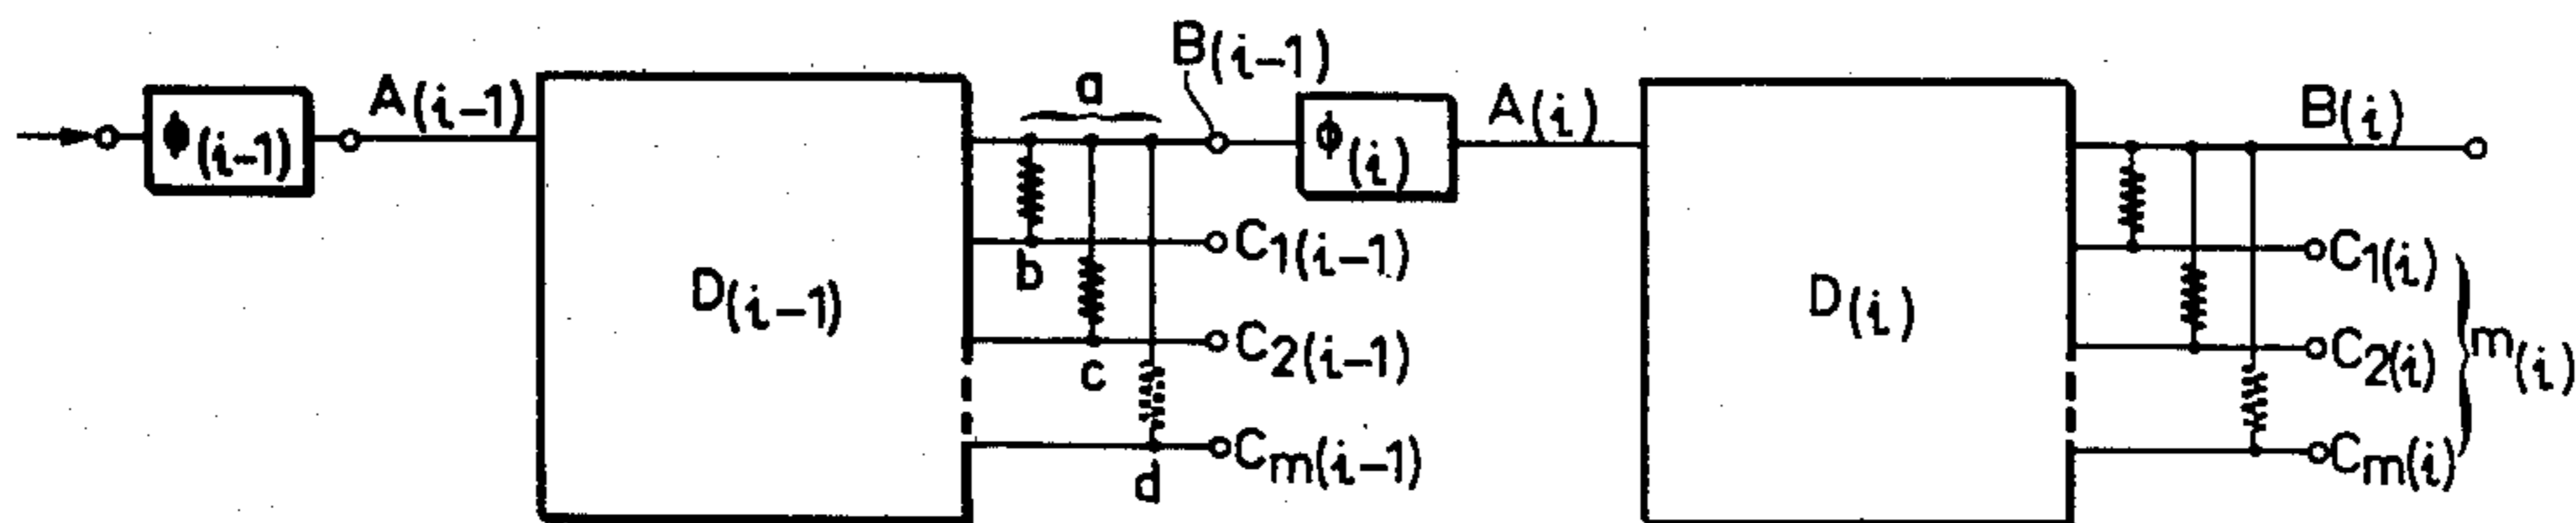 ϕ(i-1)
A(i-1)
D(i-1)
a
b
c
d
B(i-1)
C1(i-1)
C2(i-1)
Cm(i-1)
ϕ(i)
A(i)
D(i)
B(i)
C1(i)
C2(i)
Cm(i)
m(i)